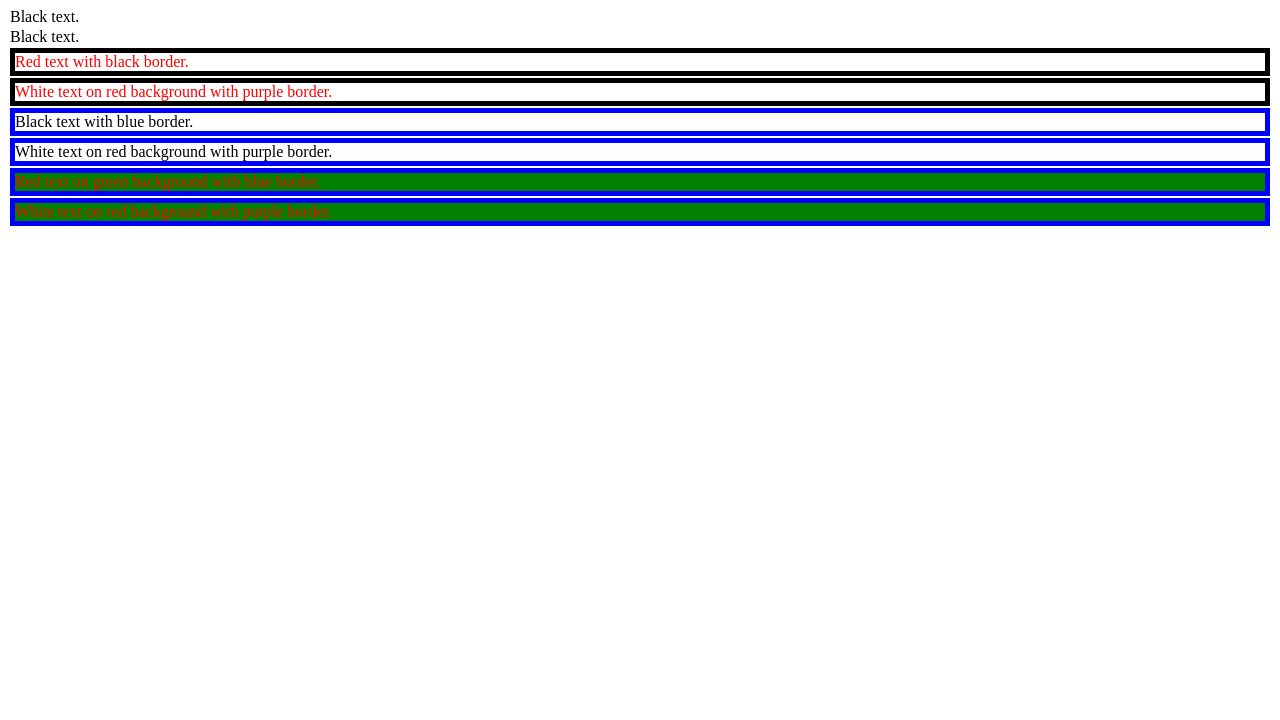 Black text.
Black text.
Red text with black border.
White text on red background with purple border.
Black text with blue border.
White text on red background with purple border.
Red text on green background with blue border.
White text on red background with purple border.